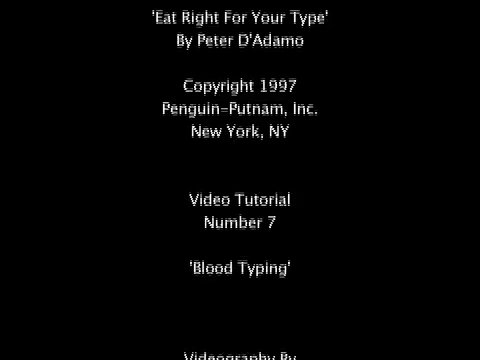 'Eat Right For Your Type'
By Peter D'Adamo
Copyright 1997
Penguin-Putnam, Inc.
New York, NY
Video Tutorial
Number 7
'Blood Typing'
Videography By